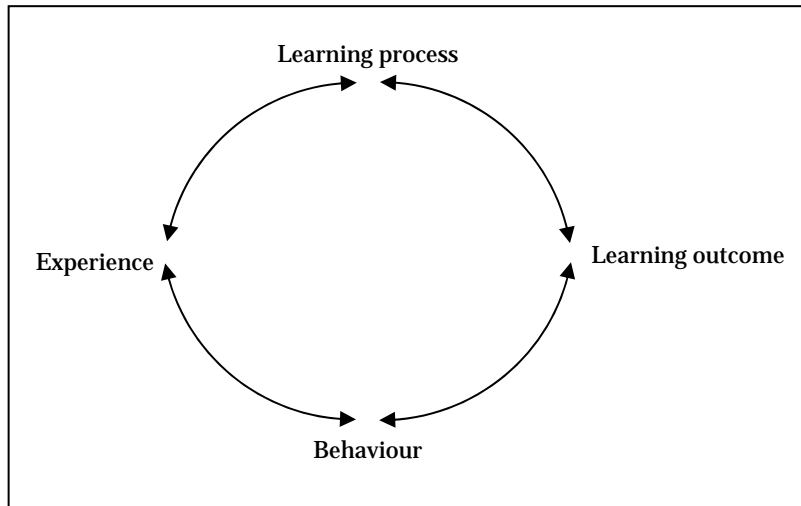 Learning process
Experience
Learning outcome
Behaviour